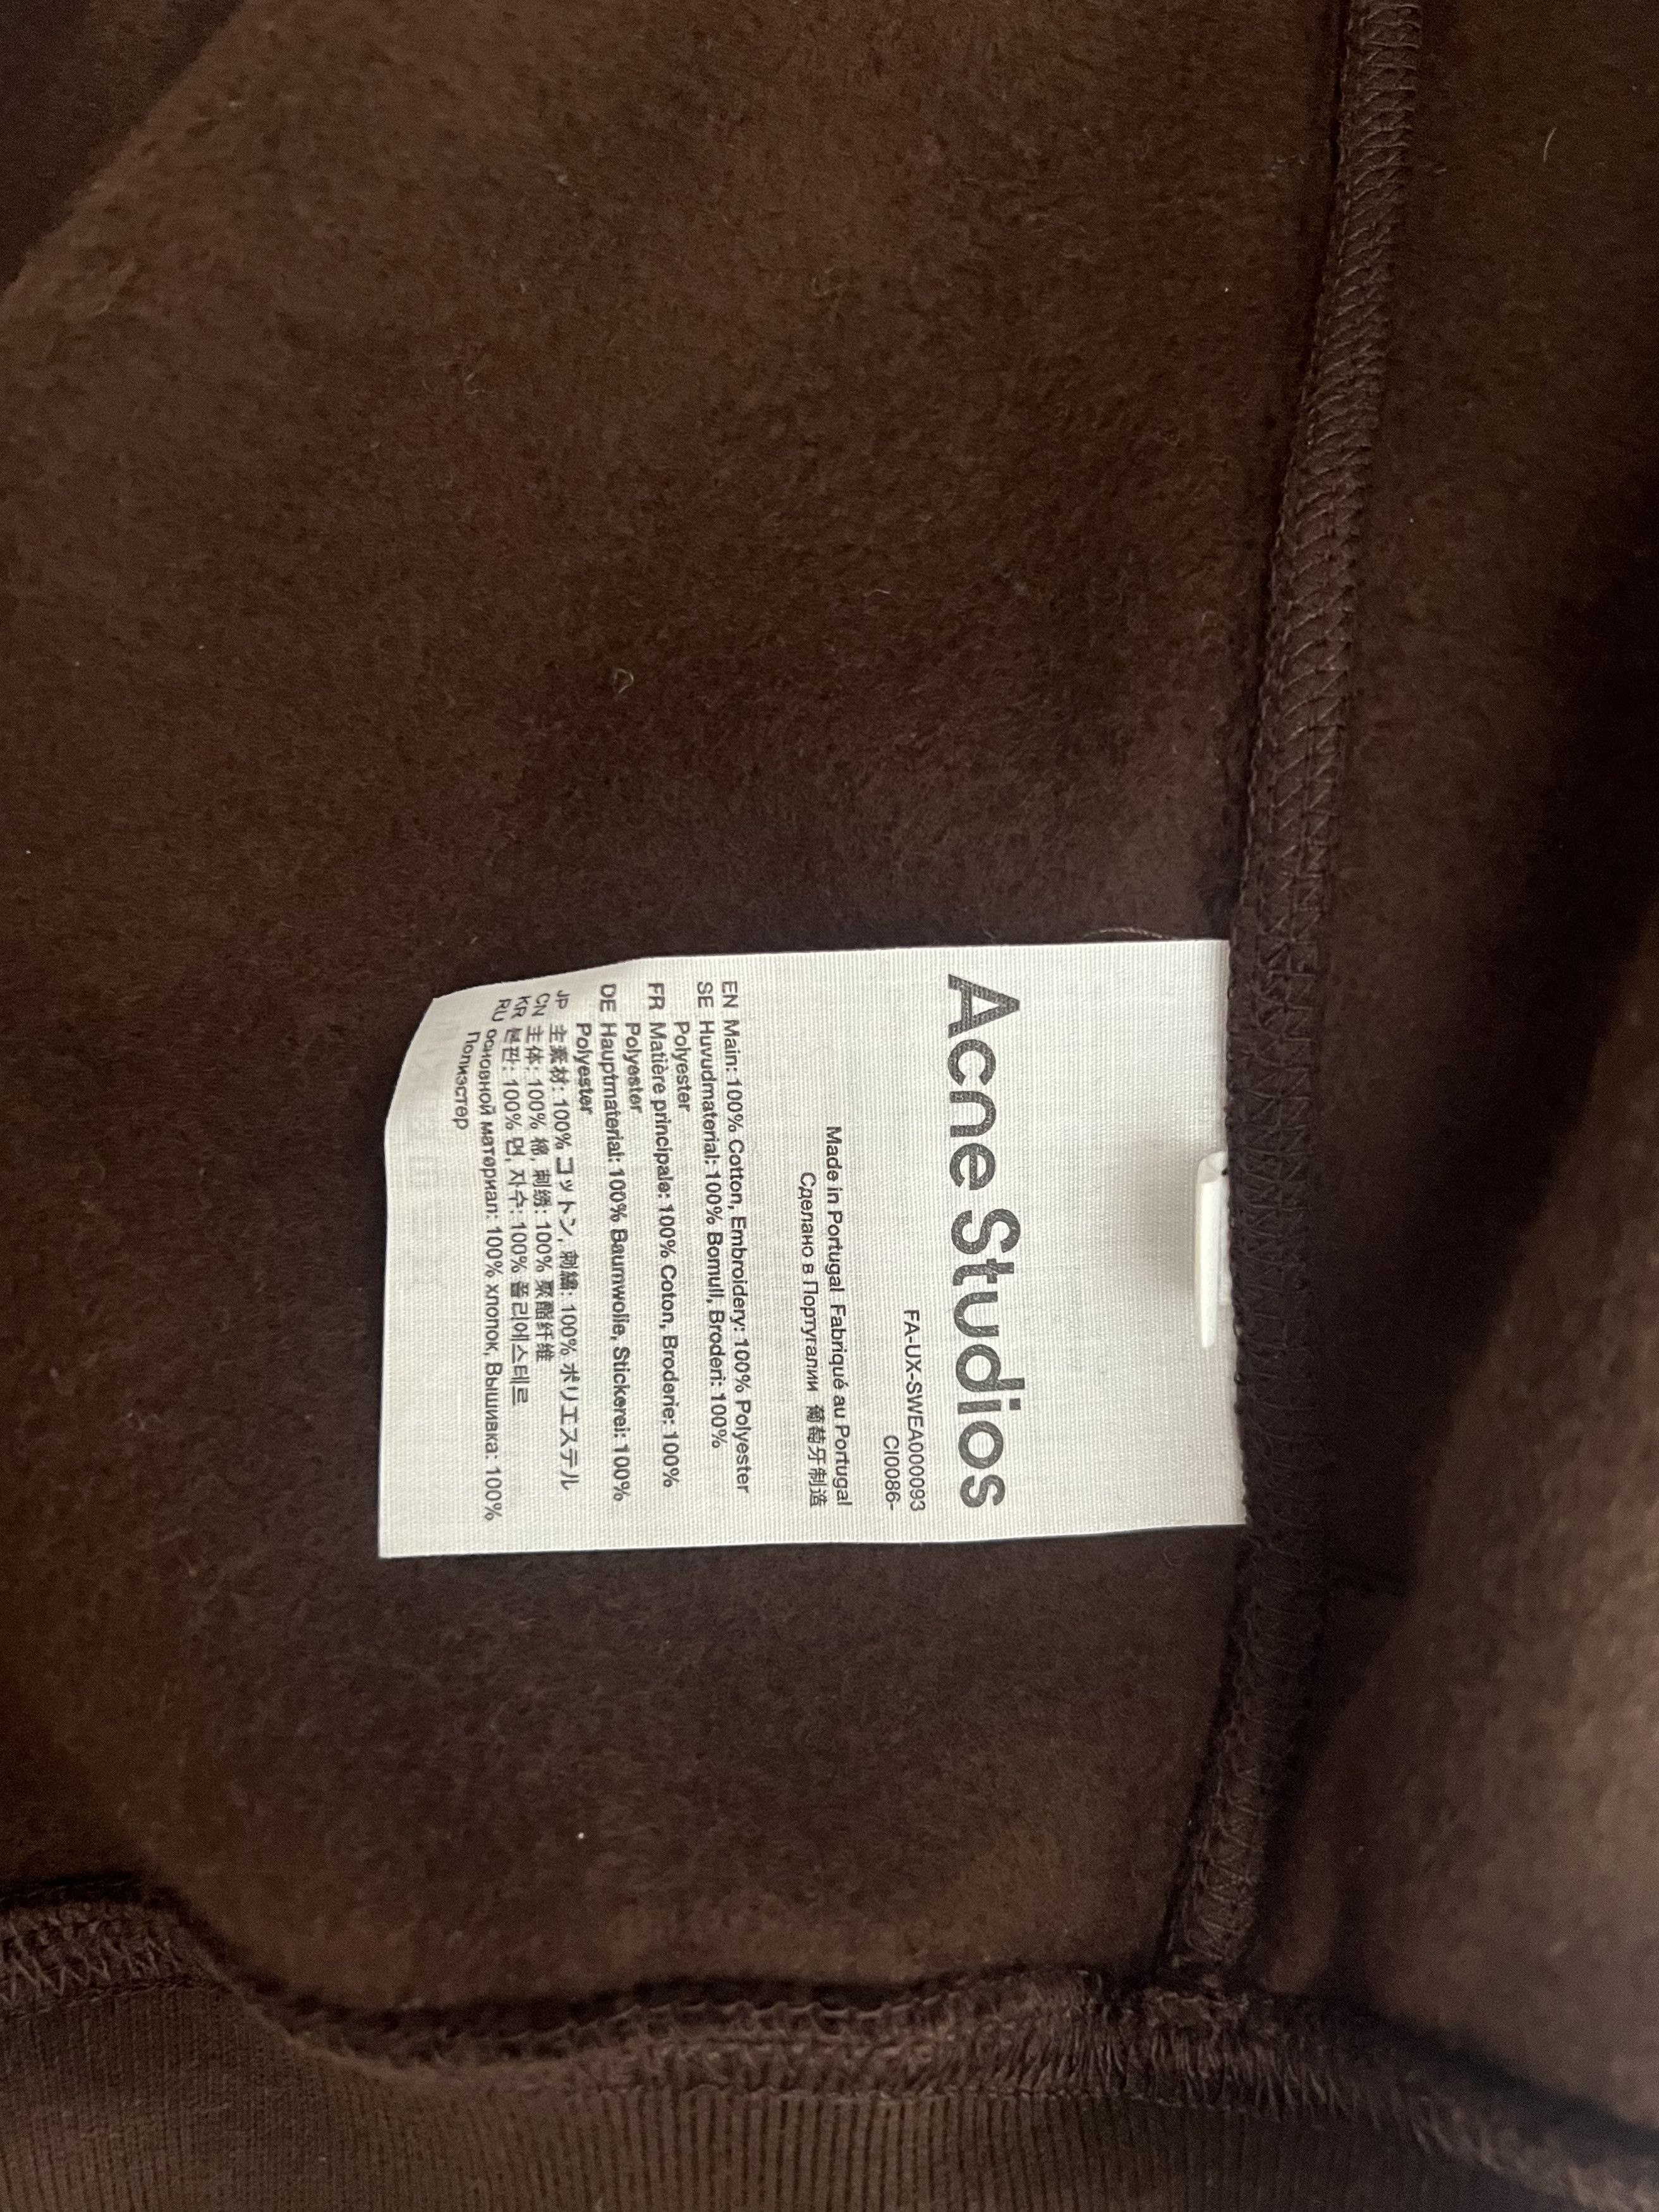 Acne Studios
FA-UX-SWEA000093
CI0086-
Made in Portugal Fabriqué au Portugal
Сделано в Португалии 葡萄牙制造
EN Main: 100% Cotton, Embroidery: 100% Polyester
SE Huvudmaterial: 100% Bomull, Broderi: 100%
Polyester
FR Matière principale: 100% Coton, Broderie: 100%
Polyester
DE Hauptmaterial: 100% Baumwolle, Stickerei: 100%
Polyester
JP 主素材: 100% コットン, 刺繍: 100% ポリエステル
CN 主体: 100% 棉, 刺绣: 100% 聚酯纤维
KR 본판: 100% 면, 자수: 100% 폴리에스테르
RU основной материал: 100% хлопок, Вышивка: 100%
Полиэстер